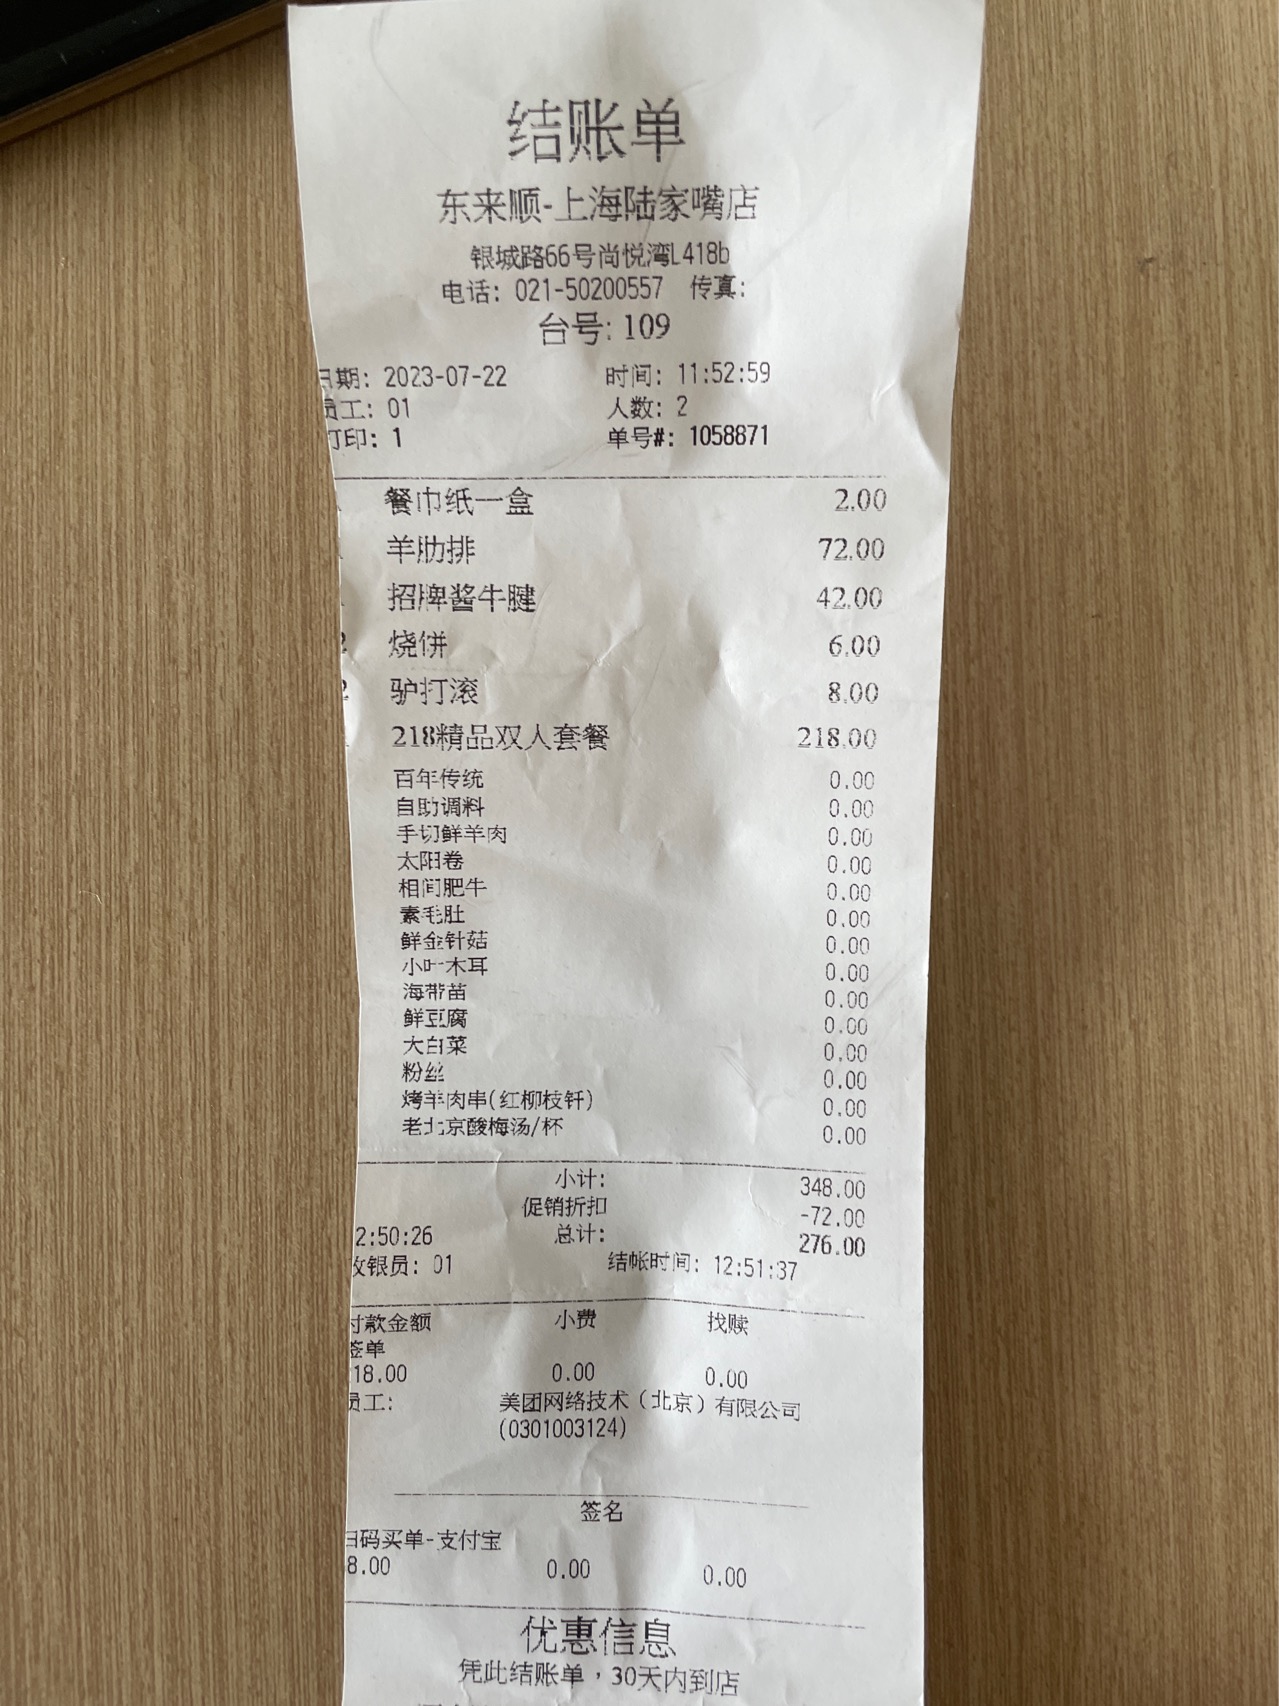 结账单
东来顺-上海陆家嘴店
银城路66号尚悦湾L418b
电话: 021-50200557 传真:
台号: 109
日期: 2023-07-22 时间: 11:52:59
员工: 01 人数: 2
打印: 1 单号#: 1058871
餐巾纸一盒 2.00
羊肋排 72.00
招牌酱牛腱 42.00
2 烧饼 6.00
2 驴打滚 8.00
218精品双人套餐 218.00
百年传统 0.00
自助调料 0.00
手切鲜羊肉 0.00
太阳卷 0.00
相间肥牛 0.00
素毛肚 0.00
鲜金针菇 0.00
小叶木耳 0.00
海带苗 0.00
鲜豆腐 0.00
大白菜 0.00
粉丝 0.00
烤羊肉串(红柳枝钎) 0.00
老北京酸梅汤/杯 0.00
小计: 348.00
促销折扣 -72.00
2:50:26 总计: 276.00
收银员: 01 结帐时间: 12:51:37
付款金额 小费 找赎
签单
18.00 0.00 0.00
员工: 美团网络技术（北京）有限公司
(0301003124)
签名
扫码买单-支付宝
8.00 0.00 0.00
优惠信息
凭此结账单，30天内到店